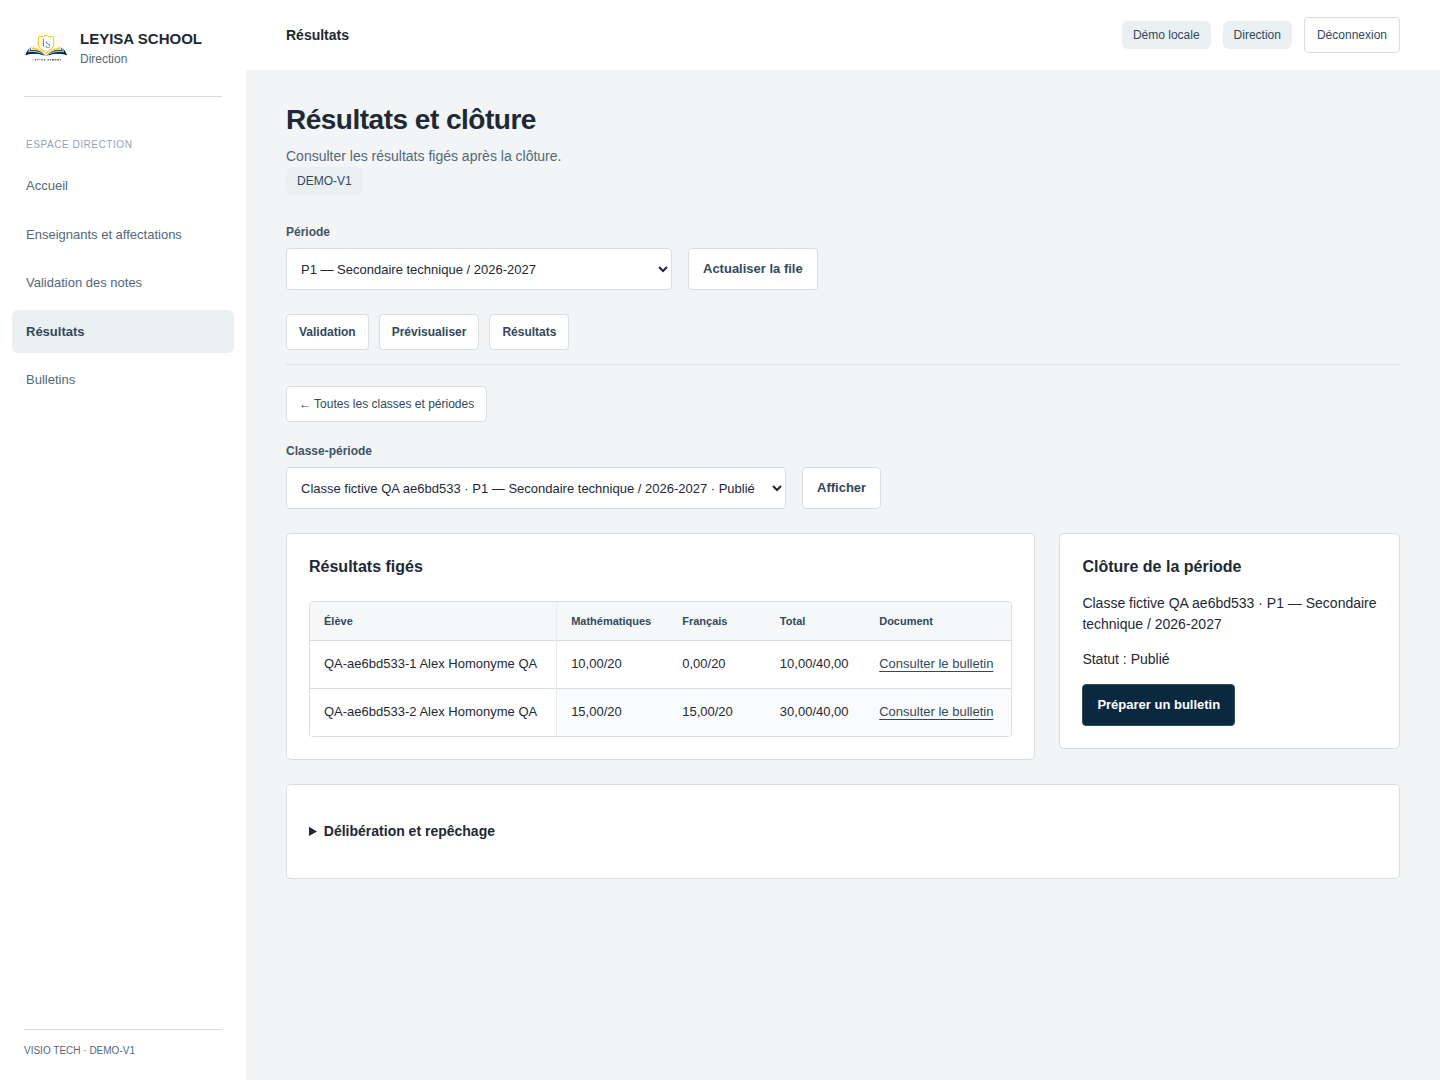 LEYISA SCHOOL
Direction
ESPACE DIRECTION
Accueil
Enseignants et affectations
Validation des notes
Résultats
Bulletins
VISIO TECH · DEMO-V1
Résultats
Démo locale
Direction
Déconnexion
Résultats et clôture
Consulter les résultats figés après la clôture.
DEMO-V1
Période
P1 — Secondaire technique / 2026-2027
Actualiser la file
Validation
Prévisualiser
Résultats
← Toutes les classes et périodes
Classe-période
Classe fictive QA ae6bd533 · P1 — Secondaire technique / 2026-2027 · Publié
Afficher
Résultats figés
Élève Mathématiques Français Total Document
QA-ae6bd533-1 Alex Homonyme QA 10,00/20 0,00/20 10,00/40,00 Consulter le bulletin
QA-ae6bd533-2 Alex Homonyme QA 15,00/20 15,00/20 30,00/40,00 Consulter le bulletin
Clôture de la période
Classe fictive QA ae6bd533 · P1 — Secondaire
technique / 2026-2027
Statut : Publié
Préparer un bulletin
Délibération et repêchage